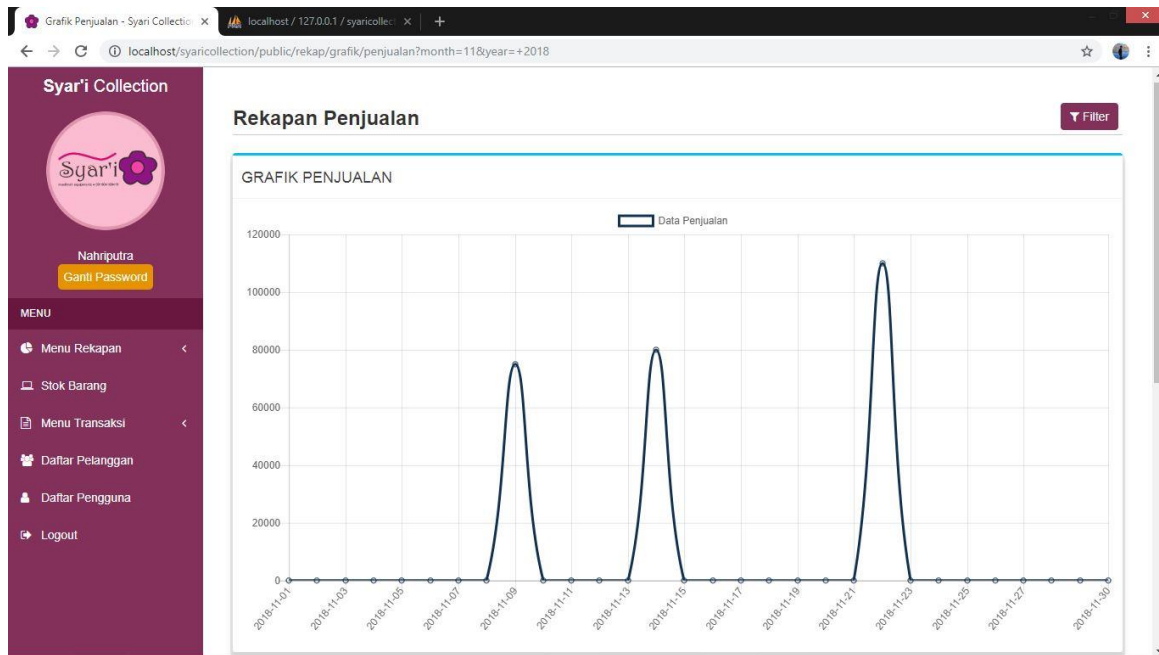 Grafik Penjualan - Syari Collectio
localhost / 127.0.0.1 / syaricollect
localhost/syaricollection/public/rekap/grafik/penjualan?month=11&year=+2018
Syar'i Collection
Syar'i
Nahriputra
Ganti Password
MENU
Menu Rekapan
Stok Barang
Menu Transaksi
Daftar Pelanggan
Daftar Pengguna
Logout
Rekapan Penjualan
Filter
GRAFIK PENJUALAN
Data Penjualan
120000
100000
80000
60000
40000
20000
0
2018-11-01
2018-11-03
2018-11-05
2018-11-07
2018-11-09
2018-11-11
2018-11-13
2018-11-15
2018-11-17
2018-11-19
2018-11-21
2018-11-23
2018-11-25
2018-11-27
2018-11-30